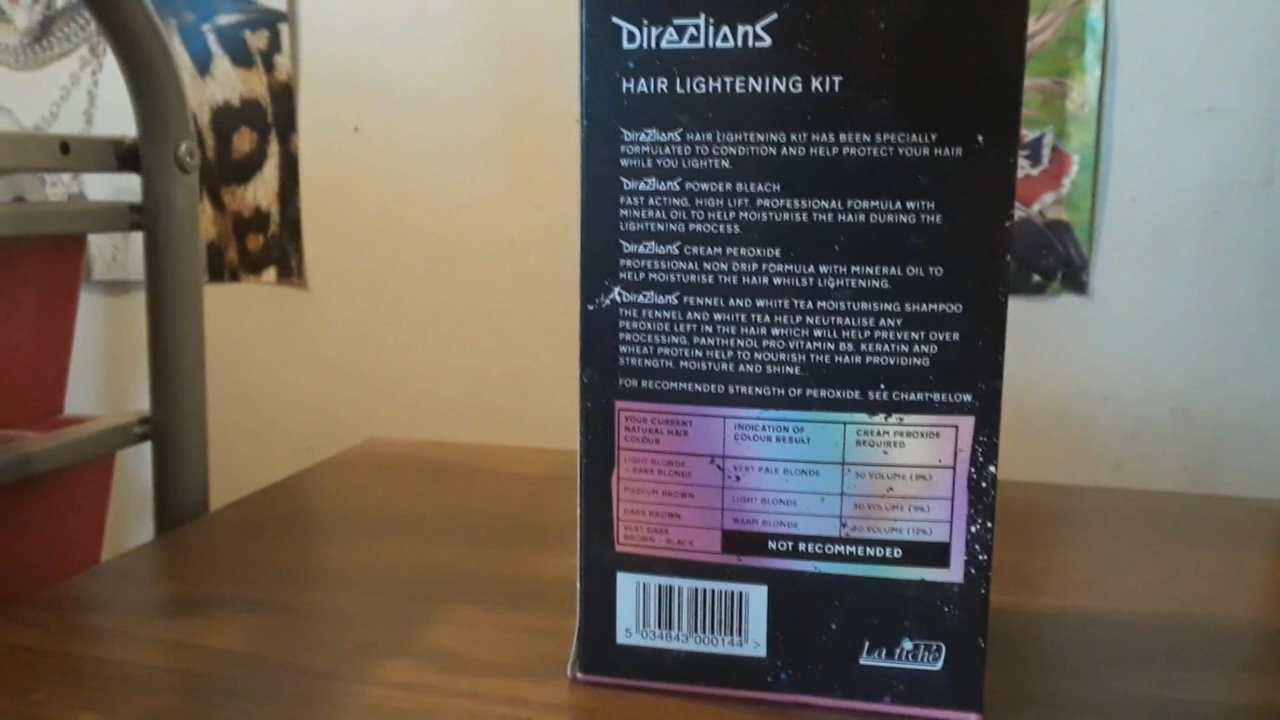 Directions
HAIR LIGHTENING KIT
Directions HAIR LIGHTENING KIT HAS BEEN SPECIALLY
FORMULATED TO CONDITION AND HELP PROTECT YOUR HAIR
WHILE YOU LIGHTEN.
Directions POWDER BLEACH
FAST ACTING, HIGH LIFT, PROFESSIONAL FORMULA WITH
MINERAL OIL TO HELP MOISTURISE THE HAIR DURING THE
LIGHTENING PROCESS.
Directions CREAM PEROXIDE
PROFESSIONAL NON DRIP FORMULA WITH MINERAL OIL TO
HELP MOISTURISE THE HAIR WHILST LIGHTENING.
Directions FENNEL AND WHITE TEA MOISTURISING SHAMPOO
THE FENNEL AND WHITE TEA HELP NEUTRALISE ANY
PEROXIDE LEFT IN THE HAIR WHICH WILL HELP PREVENT OVER
PROCESSING. PANTHENOL PRO-VITAMIN B5, KERATIN AND
WHEAT PROTEIN HELP TO NOURISH THE HAIR PROVIDING
STRENGTH, MOISTURE AND SHINE.
FOR RECOMMENDED STRENGTH OF PEROXIDE, SEE CHART BELOW.
YOUR CURRENT
NATURAL HAIR
COLOUR
INDICATION OF
COLOUR RESULT
CREAM PEROXIDE
REQUIRED
LIGHT BLONDE
- DARK BLONDE
VERY PALE BLONDE
30 VOLUME (9%)
MEDIUM BROWN
LIGHT BLONDE
30 VOLUME (9%)
DARK BROWN
WARM BLONDE
40 VOLUME (12%)
VERY DARK
BROWN - BLACK
NOT RECOMMENDED
5 034843 000144 >
La riché